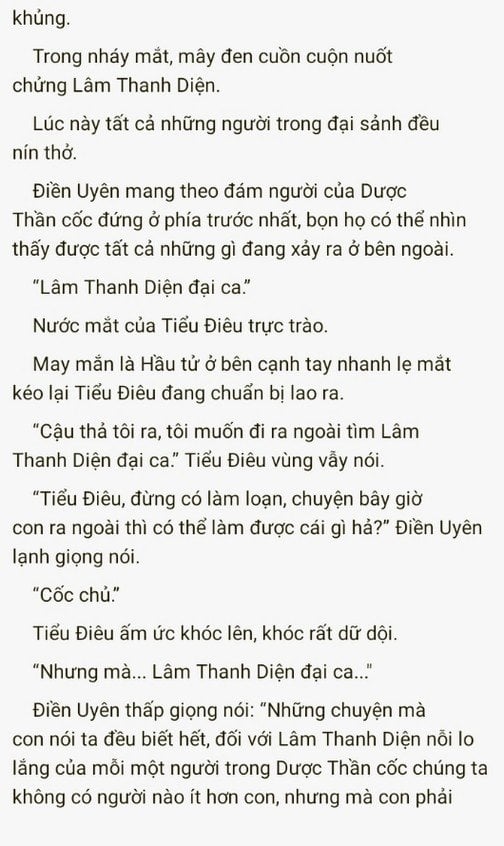 khủng.
Trong nháy mắt, mây đen cuồn cuộn nuốt
chửng Lâm Thanh Diện.
Lúc này tất cả những người trong đại sảnh đều
nín thở.
Điền Uyên mang theo đám người của Dược
Thần cốc đứng ở phía trước nhất, bọn họ có thể nhìn
thấy được tất cả những gì đang xảy ra ở bên ngoài.
“Lâm Thanh Diện đại ca.”
Nước mắt của Tiểu Điêu trực trào.
May mắn là Hầu tử ở bên cạnh tay nhanh lẹ mắt
kéo lại Tiểu Điêu đang chuẩn bị lao ra.
“Cậu thả tôi ra, tôi muốn đi ra ngoài tìm Lâm
Thanh Diện đại ca.” Tiểu Điêu vùng vẫy nói.
“Tiểu Điêu, đừng có làm loạn, chuyện bây giờ
con ra ngoài thì có thể làm được cái gì hả?” Điền Uyên
lạnh giọng nói.
“Cốc chủ.”
Tiểu Điêu ấm ức khóc lên, khóc rất dữ dội.
“Nhưng mà... Lâm Thanh Diện đại ca..."
Điền Uyên thấp giọng nói: “Những chuyện mà
con nói ta đều biết hết, đối với Lâm Thanh Diện nỗi lo
lắng của mỗi một người trong Dược Thần cốc chúng ta
không có người nào ít hơn con, nhưng mà con phải